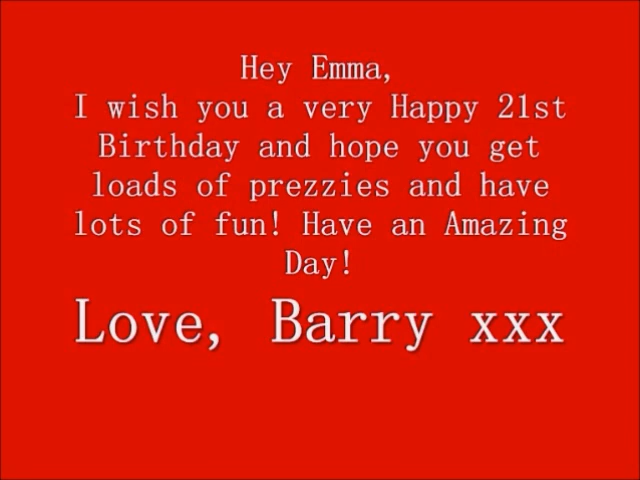 Hey Emma,
I wish you a very Happy 21st
Birthday and hope you get
loads of prezzies and have
lots of fun! Have an Amazing
Day!
Love, Barry xxx